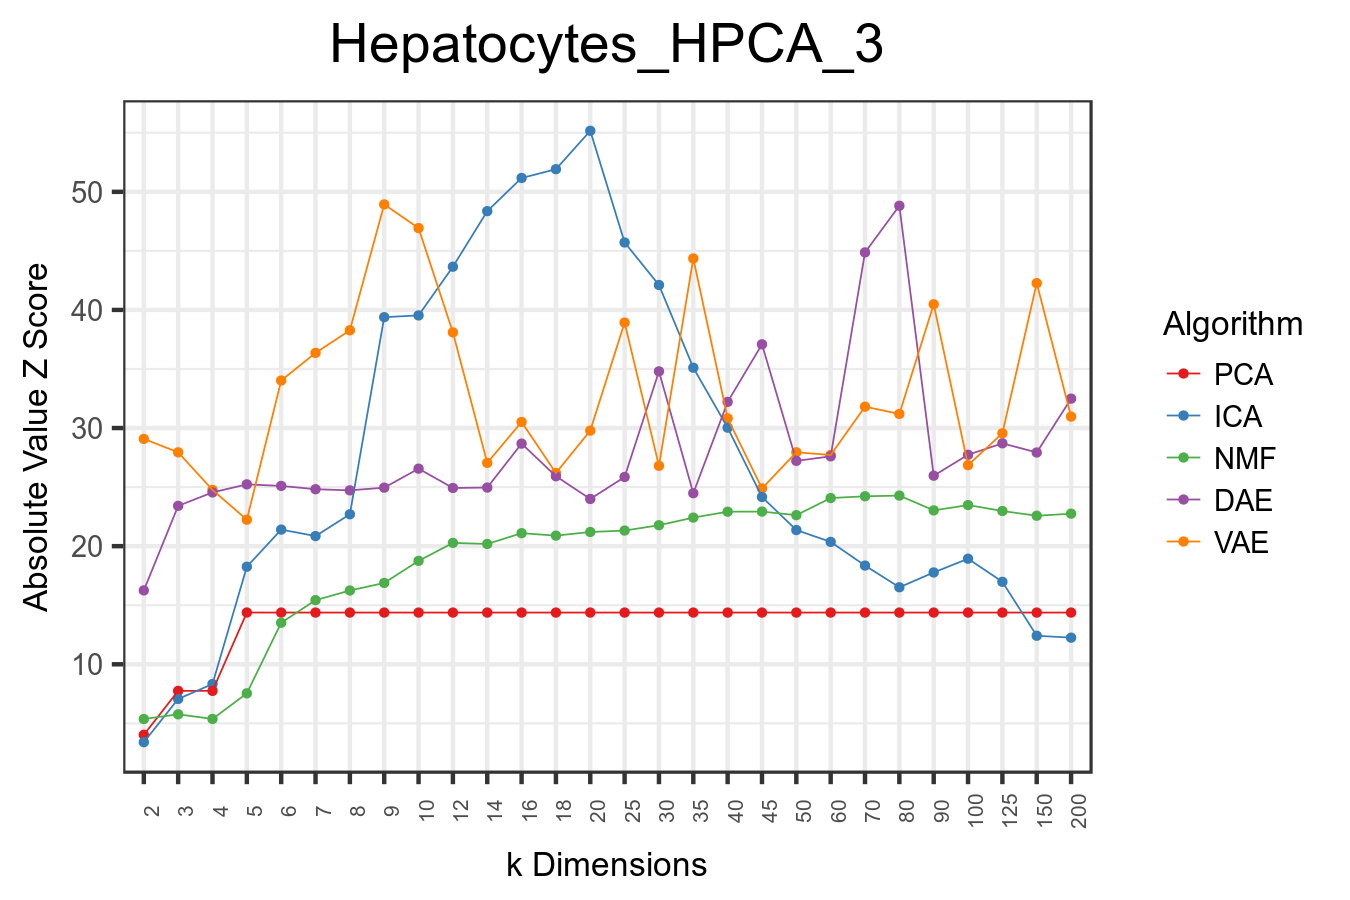 Hepatocytes_HPCA_3
Absolute Value Z Score
50
40
30
20
10
2 3 4 5 6 7 8 9 10 12 14 16 18 20 25 30 35 40 45 50 60 70 80 90 100 125 150 200
k Dimensions
Algorithm
PCA
ICA
NMF
DAE
VAE